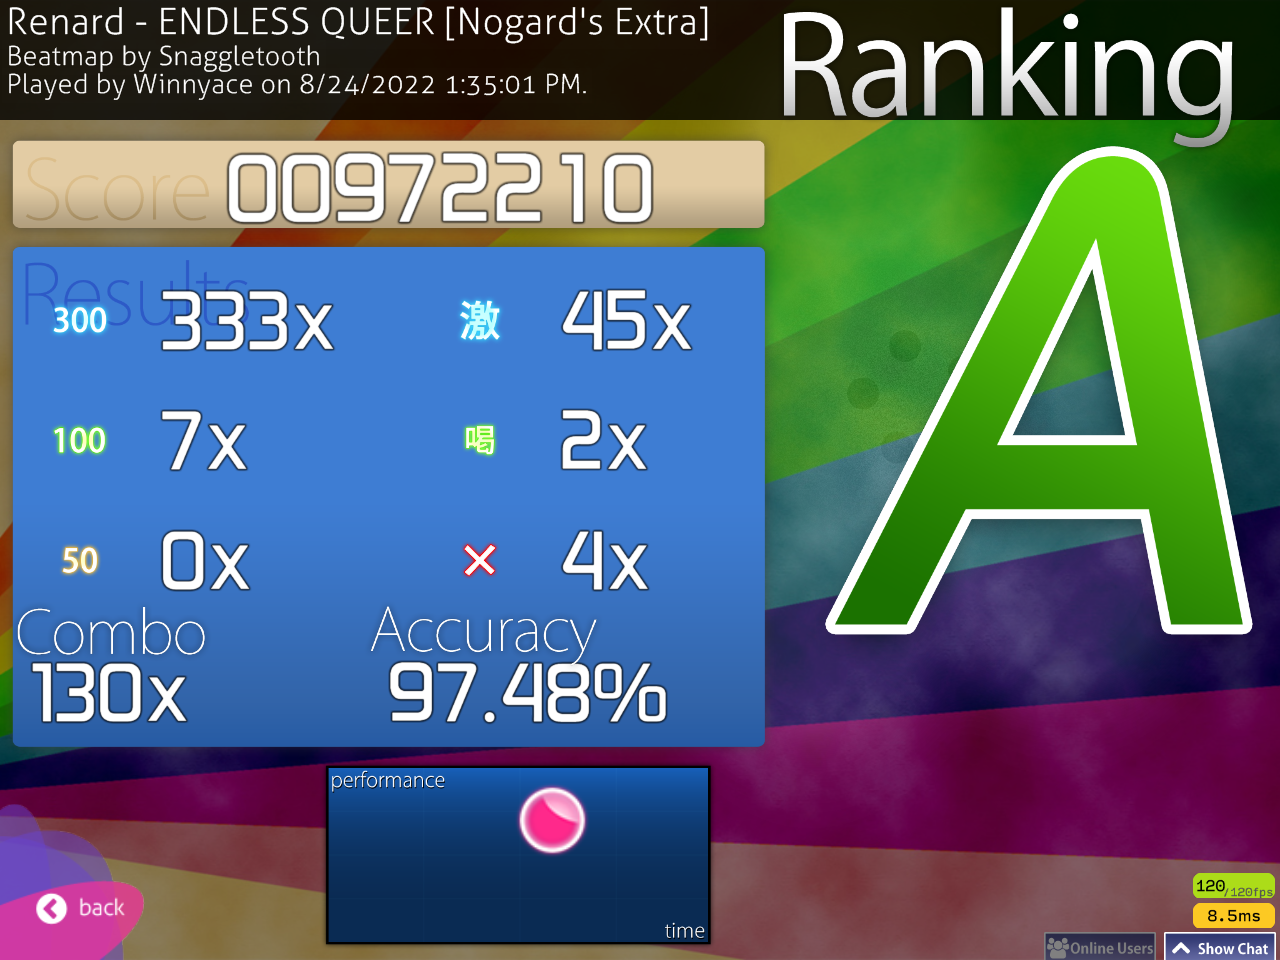 Renard - ENDLESS QUEER [Nogard's Extra]
Beatmap by Snaggletooth
Played by Winnyace on 8/24/2022 1:35:01 PM.
Ranking
Score 00972210
Results
300 333x 激 45x
100 7x 喝 2x
50 0x 4x
Combo Accuracy
130x 97.48%
A
performance
time
back
120/120fps
8.5ms
Online Users Show Chat